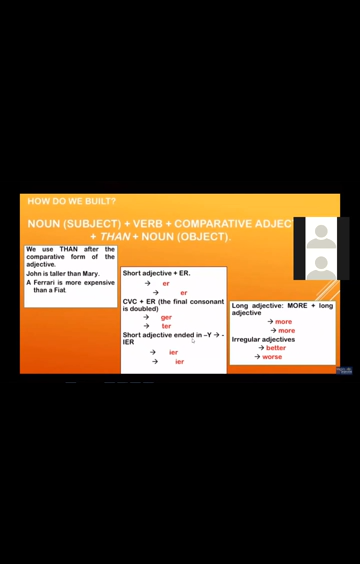 HOW DO WE BUILT?
NOUN (SUBJECT) + VERB + COMPARATIVE ADJEC
+ THAN + NOUN (OBJECT).
We use THAN after the
comparative form of the
adjective.
John is taller than Mary.
A Ferrari is more expensive
than a Fiat
Short adjective + ER.
→ er
→ er
CVC + ER (the final consonant
is doubled)
→ ger
→ ter
Short adjective ended in –Y → -
IER
→ ier
→ ier
Long adjective: MORE + long
adjective
→ more
→ more
Irregular adjectives
→ better
→ worse